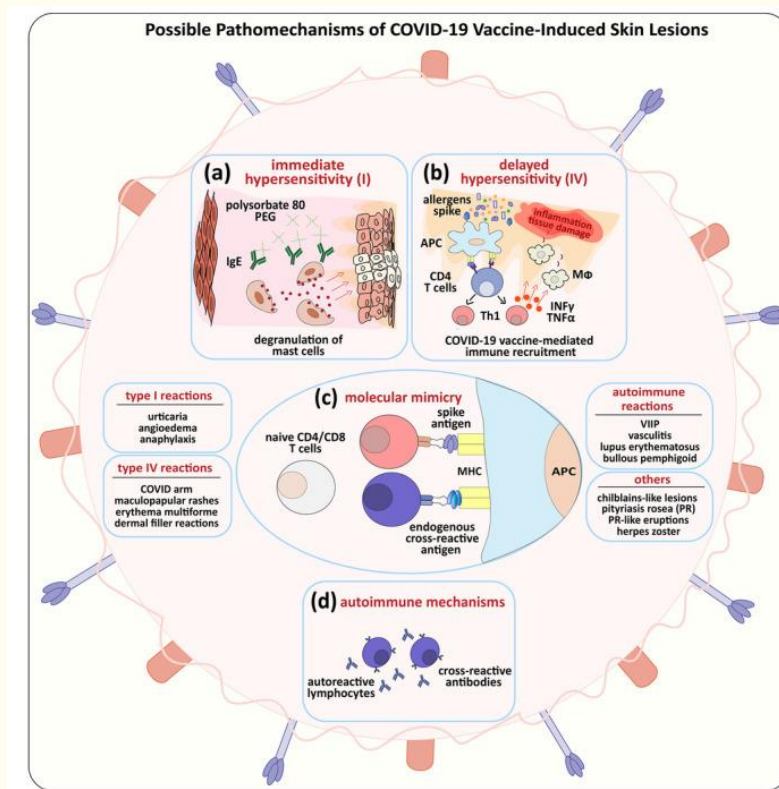 Possible Pathomechanisms of COVID-19 Vaccine-Induced Skin Lesions
(a)
immediate
hypersensitivity (I)
polysorbate 80
PEG
IgE
degranulation of
mast cells
(b)
delayed
hypersensitivity (IV)
allergens
spike
inflammation
tissue damage
APC
MΦ
CD4
T cells
Th1
INFγ
TNFα
COVID-19 vaccine-mediated
immune recruitment
type I reactions
urticaria
angioedema
anaphylaxis
type IV reactions
COVID arm
maculopapular rashes
erythema multiforme
dermal filler reactions
(c) molecular mimicry
spike
antigen
naive CD4/CD8
T cells
MHC
APC
endogenous
cross-reactive
antigen
autoimmune
reactions
VIIP
vasculitis
lupus erythematosus
bullous pemphigoid
others
chilblains-like lesions
pityriasis rosea (PR)
PR-like eruptions
herpes zoster
(d) autoimmune mechanisms
autoreactive
lymphocytes
cross-reactive
antibodies